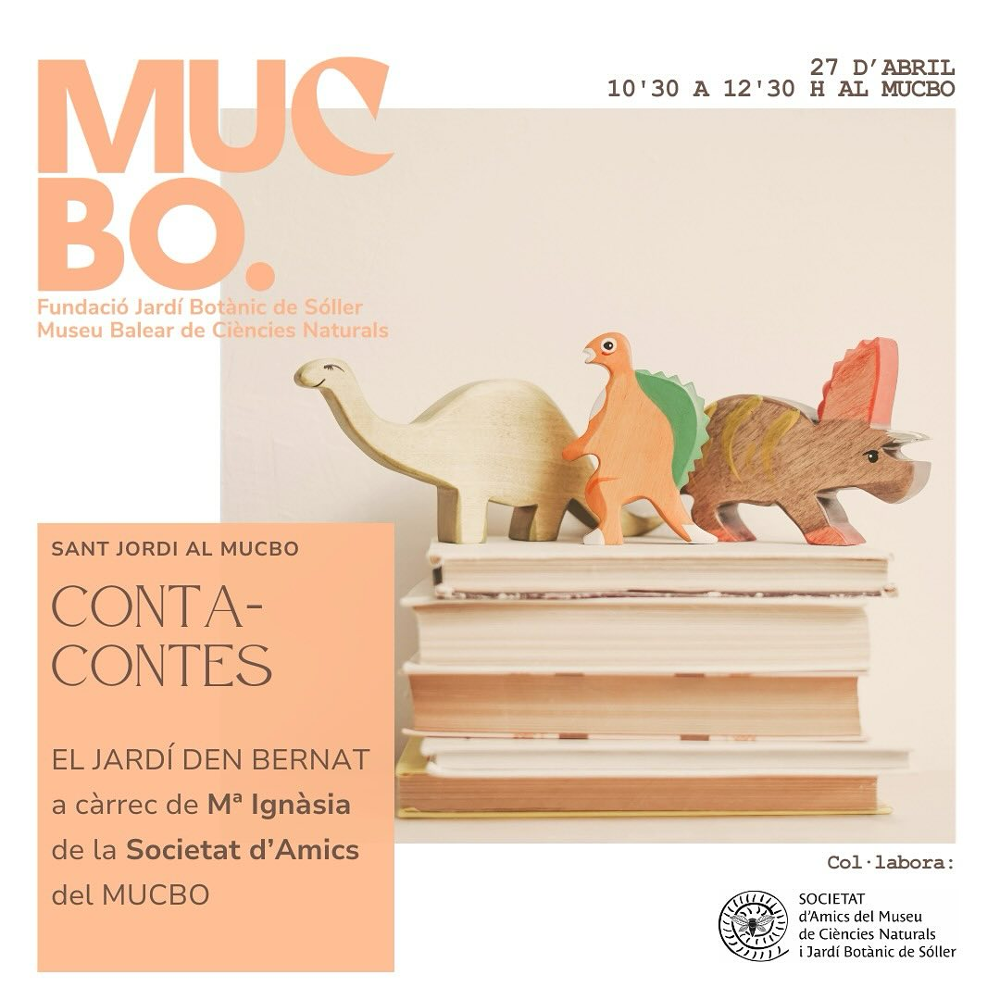 MUC
BO.
Fundació Jardí Botànic de Sóller
Museu Balear de Ciències Naturals
27 D'ABRIL
10'30 A 12'30 H AL MUCBO
SANT JORDI AL MUCBO
CONTA-
CONTES
EL JARDÍ DEN BERNAT
a càrrec de Mª Ignàsia
de la Societat d'Amics
del MUCBO
Col·labora:
SOCIETAT
d'Amics del Museu
de Ciències Naturals
i Jardí Botànic de Sóller